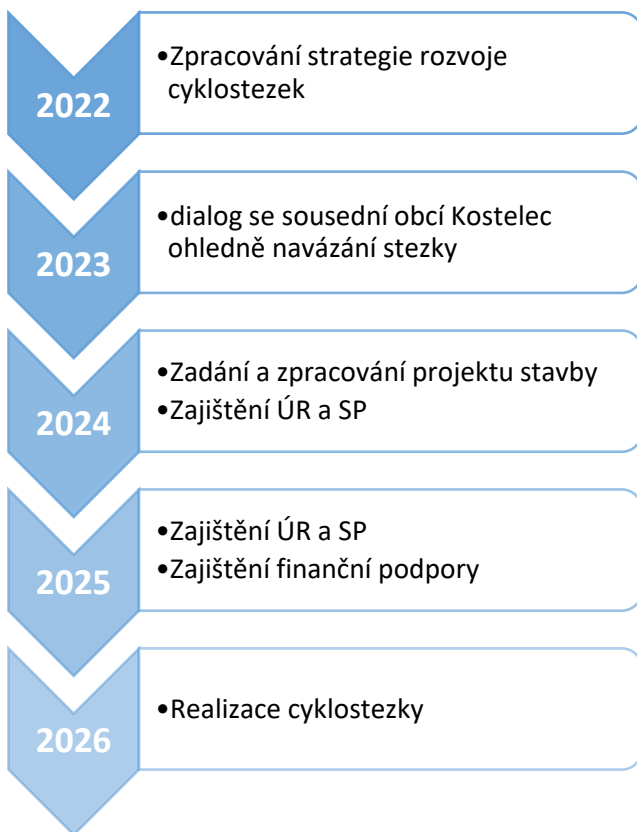 2022
•Zpracování strategie rozvoje
cyklostezek
2023
•dialog se sousední obcí Kostelec
ohledně navázání stezky
2024
•Zadání a zpracování projektu stavby
•Zajištění ÚR a SP
2025
•Zajištění ÚR a SP
•Zajištění finanční podpory
2026
•Realizace cyklostezky